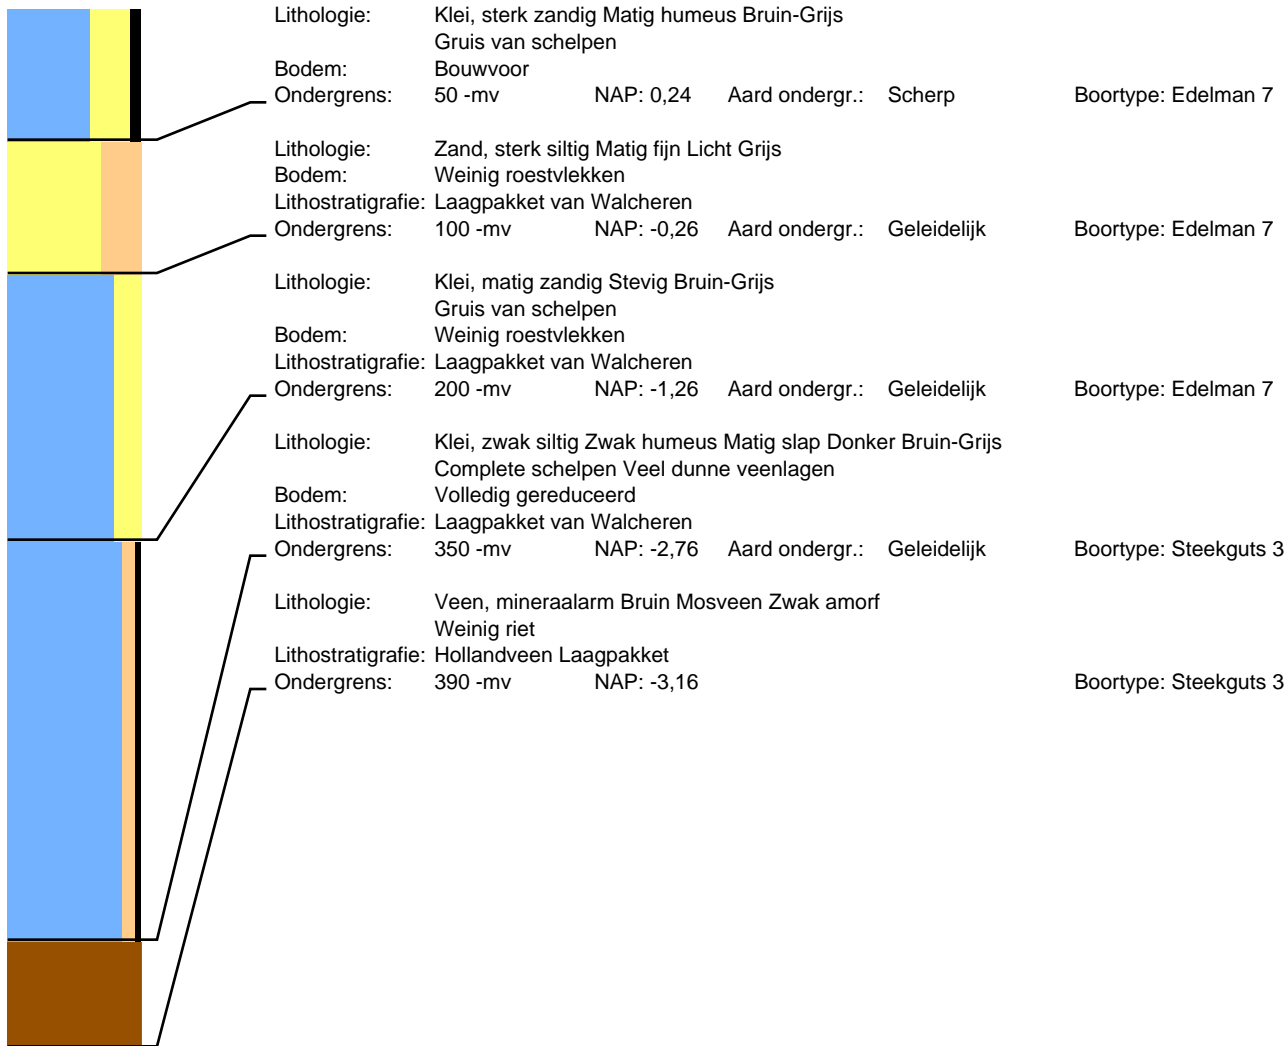 Lithologie: Klei, sterk zandig Matig humeus Bruin-Grijs
Gruis van schelpen
Bodem: Bouwvoor
Ondergrens: 50 -mv NAP: 0,24 Aard ondergr.: Scherp Boortype: Edelman 7
Lithologie: Zand, sterk siltig Matig fijn Licht Grijs
Bodem: Weinig roestvlekken
Lithostratigrafie: Laagpakket van Walcheren
Ondergrens: 100 -mv NAP: -0,26 Aard ondergr.: Geleidelijk Boortype: Edelman 7
Lithologie: Klei, matig zandig Stevig Bruin-Grijs
Gruis van schelpen
Bodem: Weinig roestvlekken
Lithostratigrafie: Laagpakket van Walcheren
Ondergrens: 200 -mv NAP: -1,26 Aard ondergr.: Geleidelijk Boortype: Edelman 7
Lithologie: Klei, zwak siltig Zwak humeus Matig slap Donker Bruin-Grijs
Complete schelpen Veel dunne veenlagen
Bodem: Volledig gereduceerd
Lithostratigrafie: Laagpakket van Walcheren
Ondergrens: 350 -mv NAP: -2,76 Aard ondergr.: Geleidelijk Boortype: Steekguts 3
Lithologie: Veen, mineraalarm Bruin Mosveen Zwak amorf
Weinig riet
Lithostratigrafie: Hollandveen Laagpakket
Ondergrens: 390 -mv NAP: -3,16 Boortype: Steekguts 3